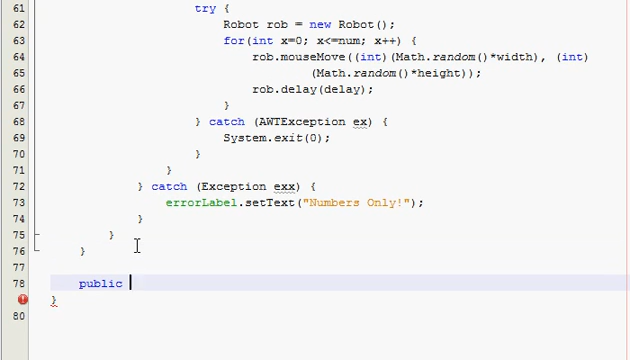 61 try {
62 Robot rob = new Robot();
63 for(int x=0; x<=num; x++) {
64 rob.mouseMove((int)(Math.random()*width), (int)
65 (Math.random()*height));
66 rob.delay(delay);
67 }
68 } catch (AWTException ex) {
69 System.exit(0);
70 }
71 }
72 } catch (Exception exx) {
73 errorLabel.setText("Numbers Only!");
74 }
75 }
76 }
77
78 public
}
80